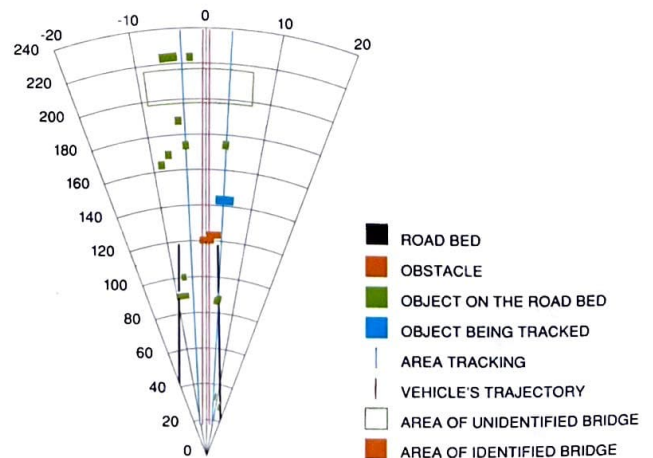 -20 -10 0 10 20
240
220
200
180
160
140
120
100
80
60
40
20
0
ROAD BED
OBSTACLE
OBJECT ON THE ROAD BED
OBJECT BEING TRACKED
AREA TRACKING
VEHICLE'S TRAJECTORY
AREA OF UNIDENTIFIED BRIDGE
AREA OF IDENTIFIED BRIDGE